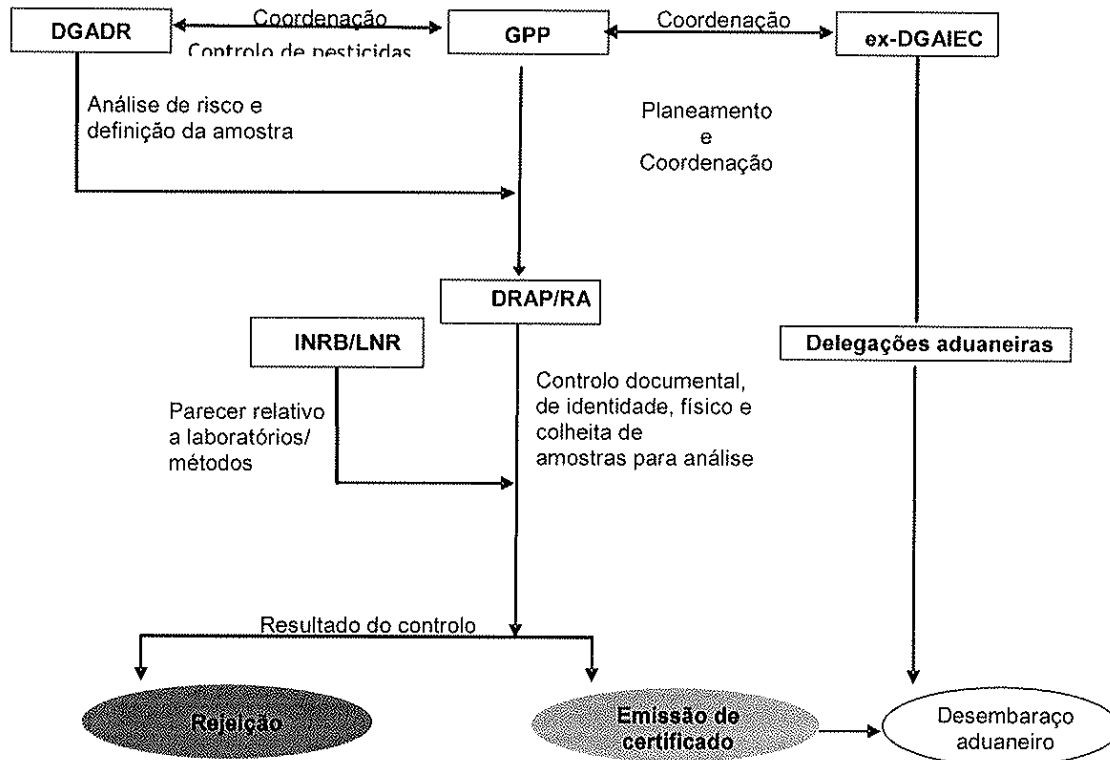 DGADR
Coordenação
Controlo de pesticidas
GPP
Coordenação
ex-DGAIEC
Análise de risco e
definição da amostra
Planeamento
e
Coordenação
DRAP/RA
INRB/LNR
Delegações aduaneiras
Parecer relativo
a laboratórios/
métodos
Controlo documental,
de identidade, físico e
colheita de
amostras para análise
Resultado do controlo
Rejeição
Emissão de
certificado
Desembaraço
aduaneiro